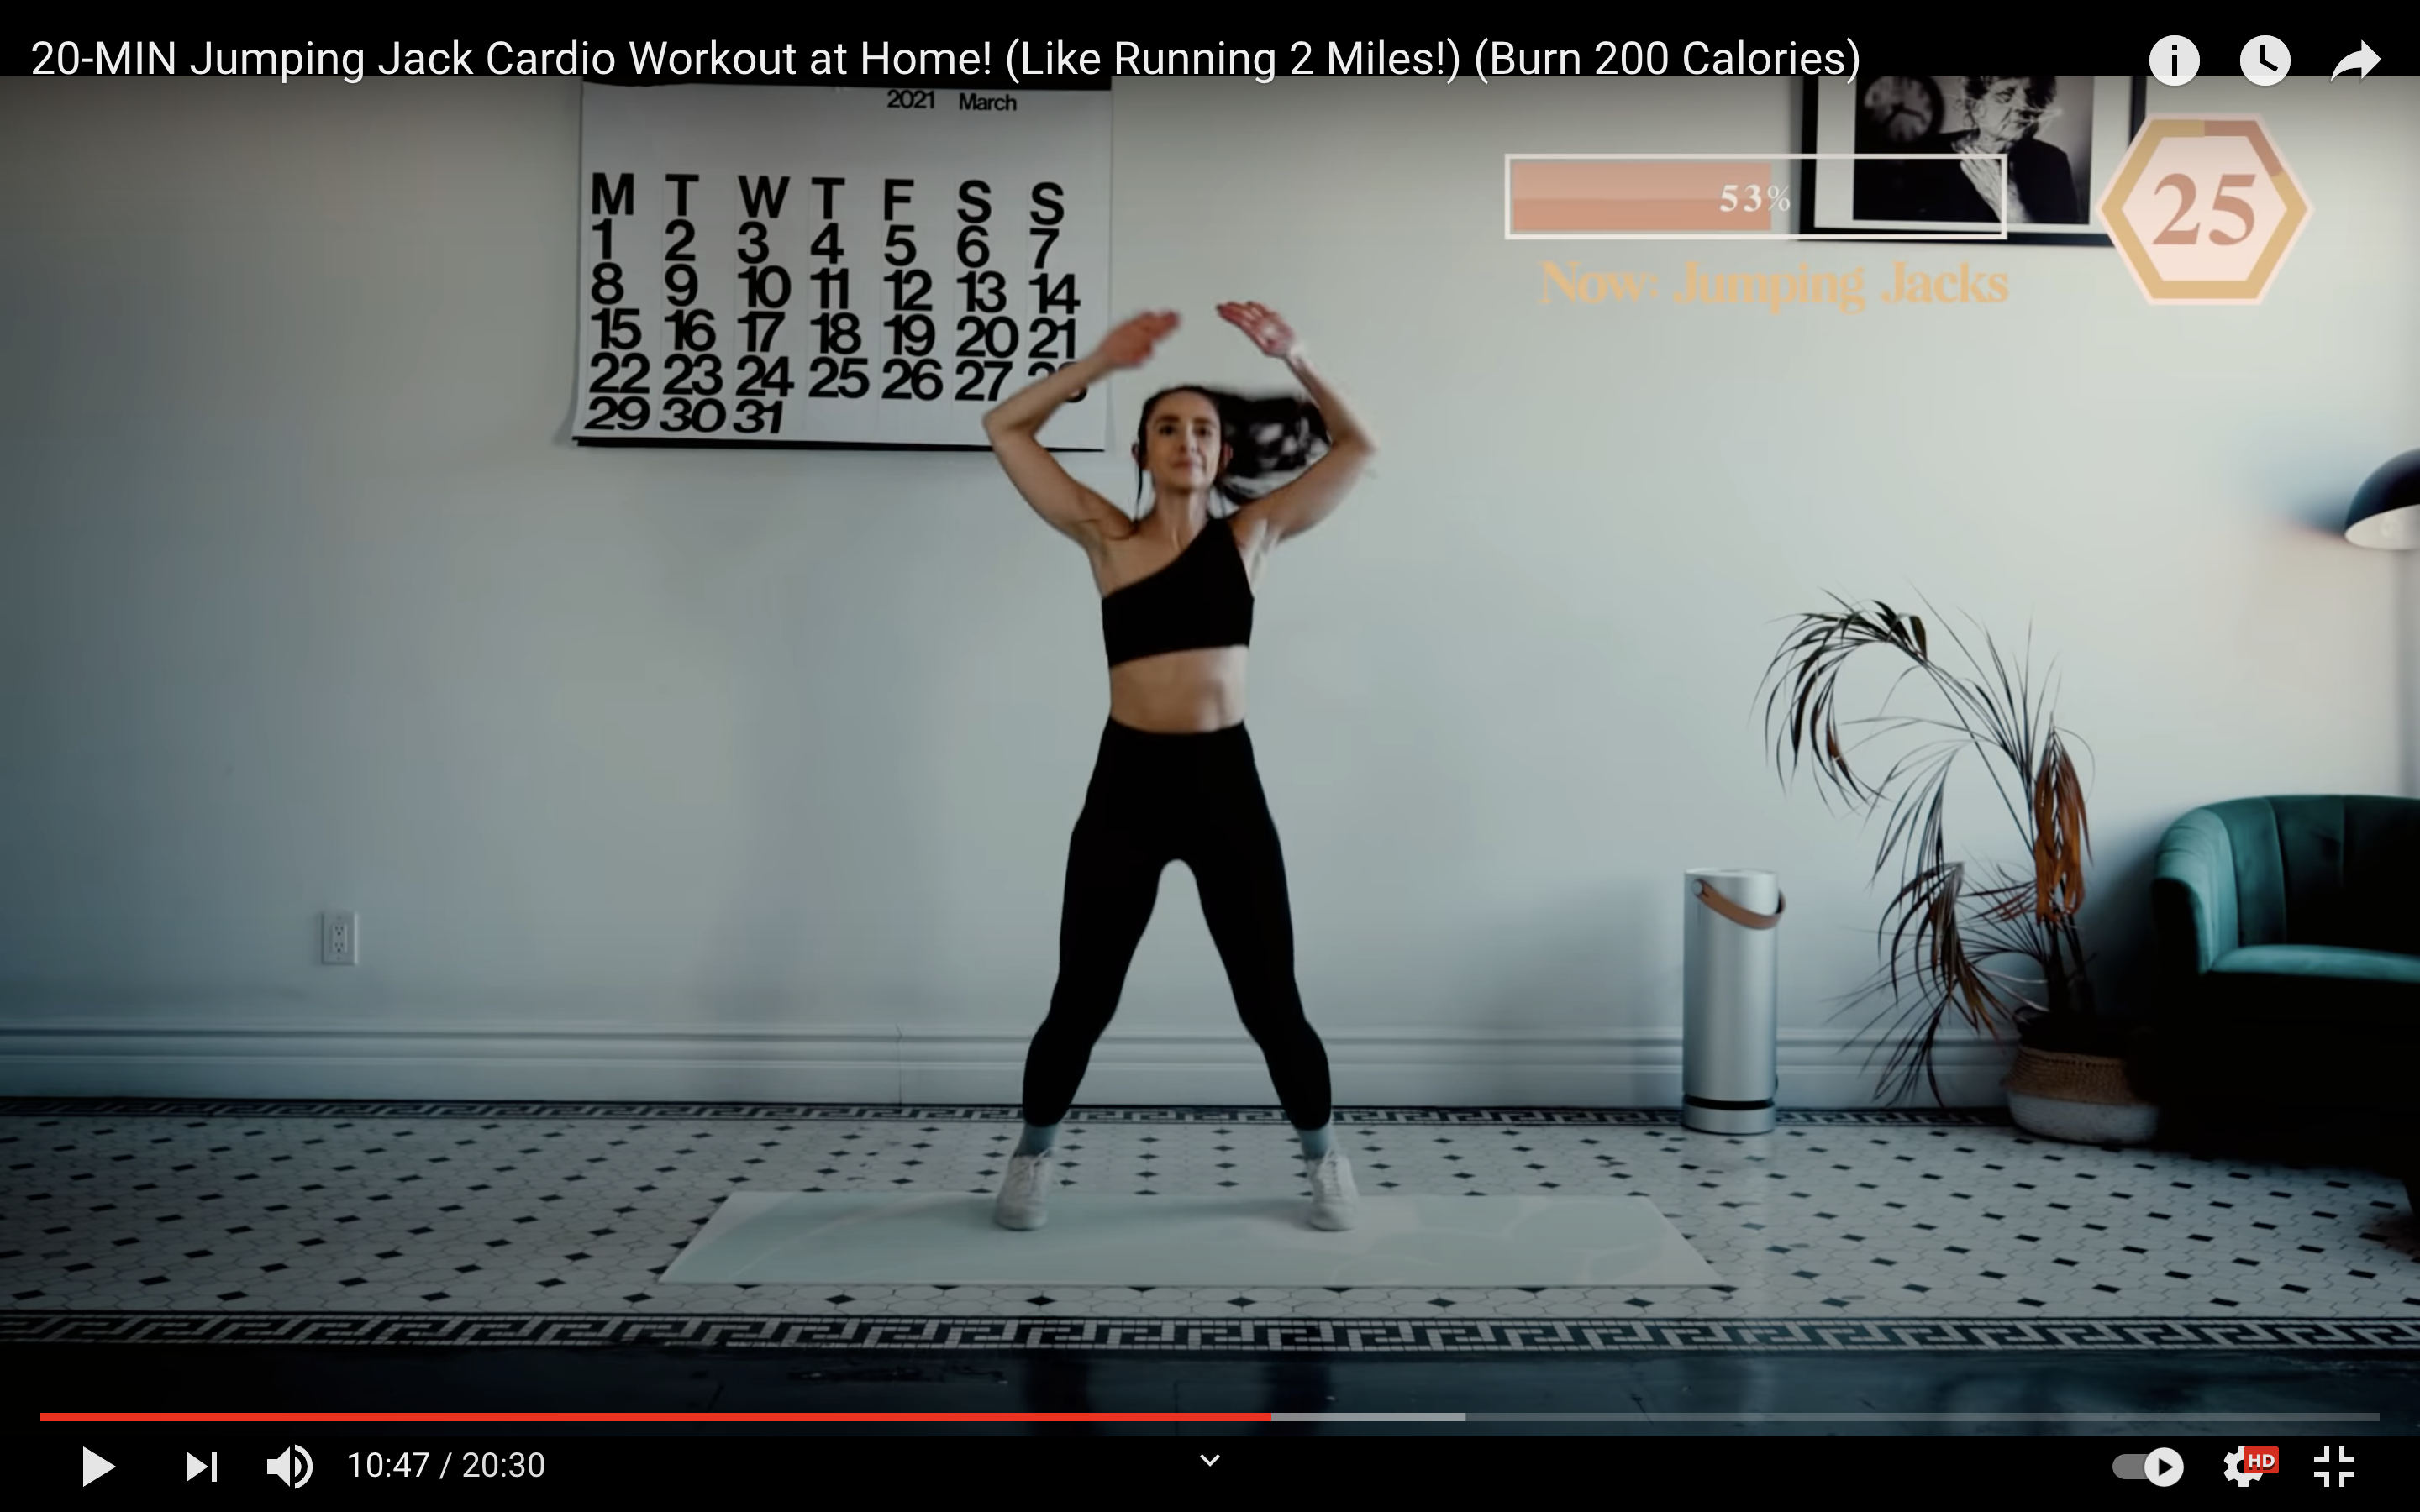 20-MIN Jumping Jack Cardio Workout at Home! (Like Running 2 Miles!) (Burn 200 Calories)
2021 March
M T W T F S S
1 2 3 4 5 6 7
8 9 10 11 12 13 14
15 16 17 18 19 20 21
22 23 24 25 26 27
29 30 31
53%
25
Now: Jumping Jacks
10:47 / 20:30
HD